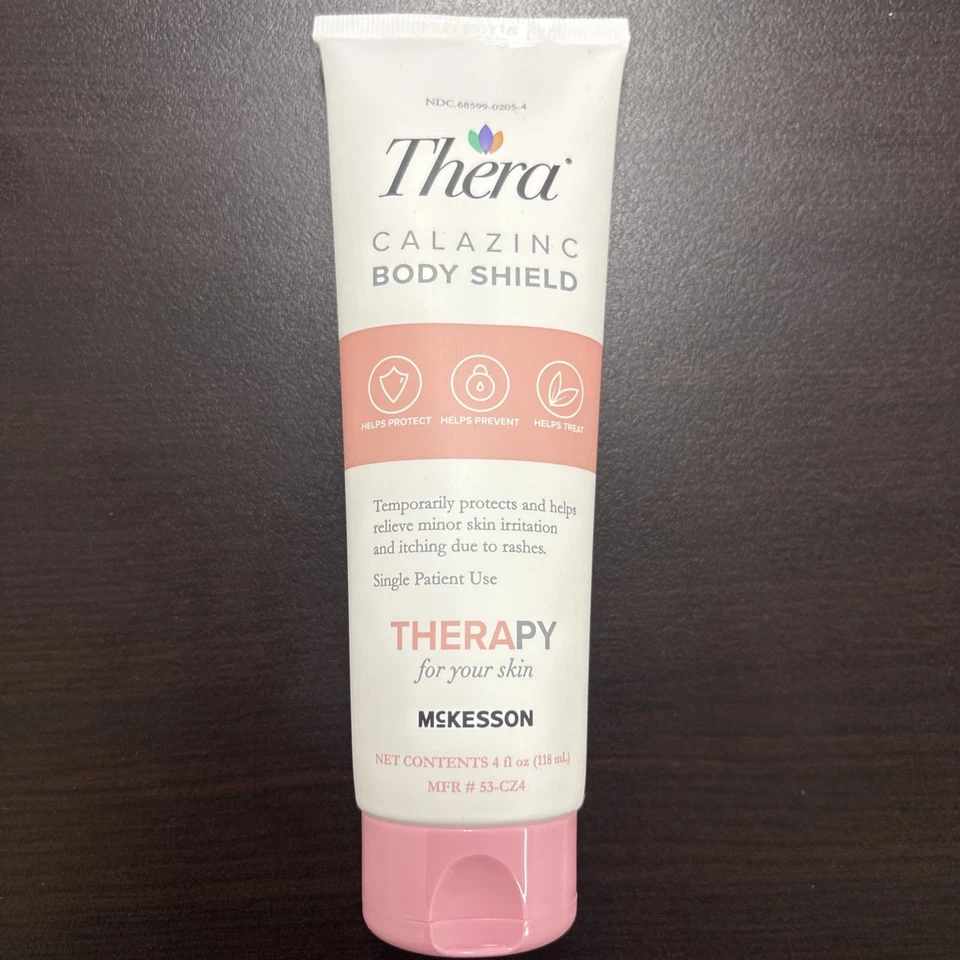 NDC.68599-0205-4
Thera
CALAZINC
BODY SHIELD
HELPS PROTECT HELPS PREVENT HELPS TREAT
Temporarily protects and helps
relieve minor skin irritation
and itching due to rashes.
Single Patient Use
THERAPY
for your skin
MCKESSON
NET CONTENTS 4 fl oz (118 mL)
MFR # 53-CZ4